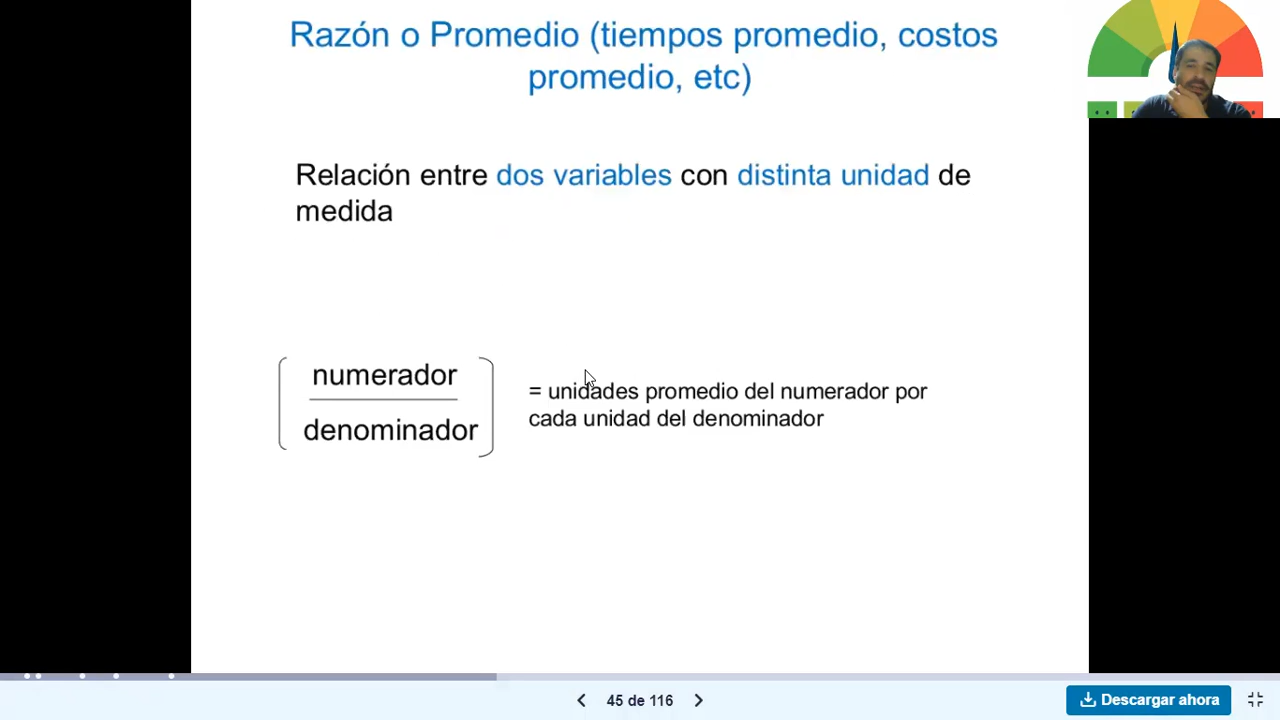 Razón o Promedio (tiempos promedio, costos
promedio, etc)
Relación entre dos variables con distinta unidad de
medida
numerador
denominador
= unidades promedio del numerador por
cada unidad del denominador
45 de 116
Descargar ahora